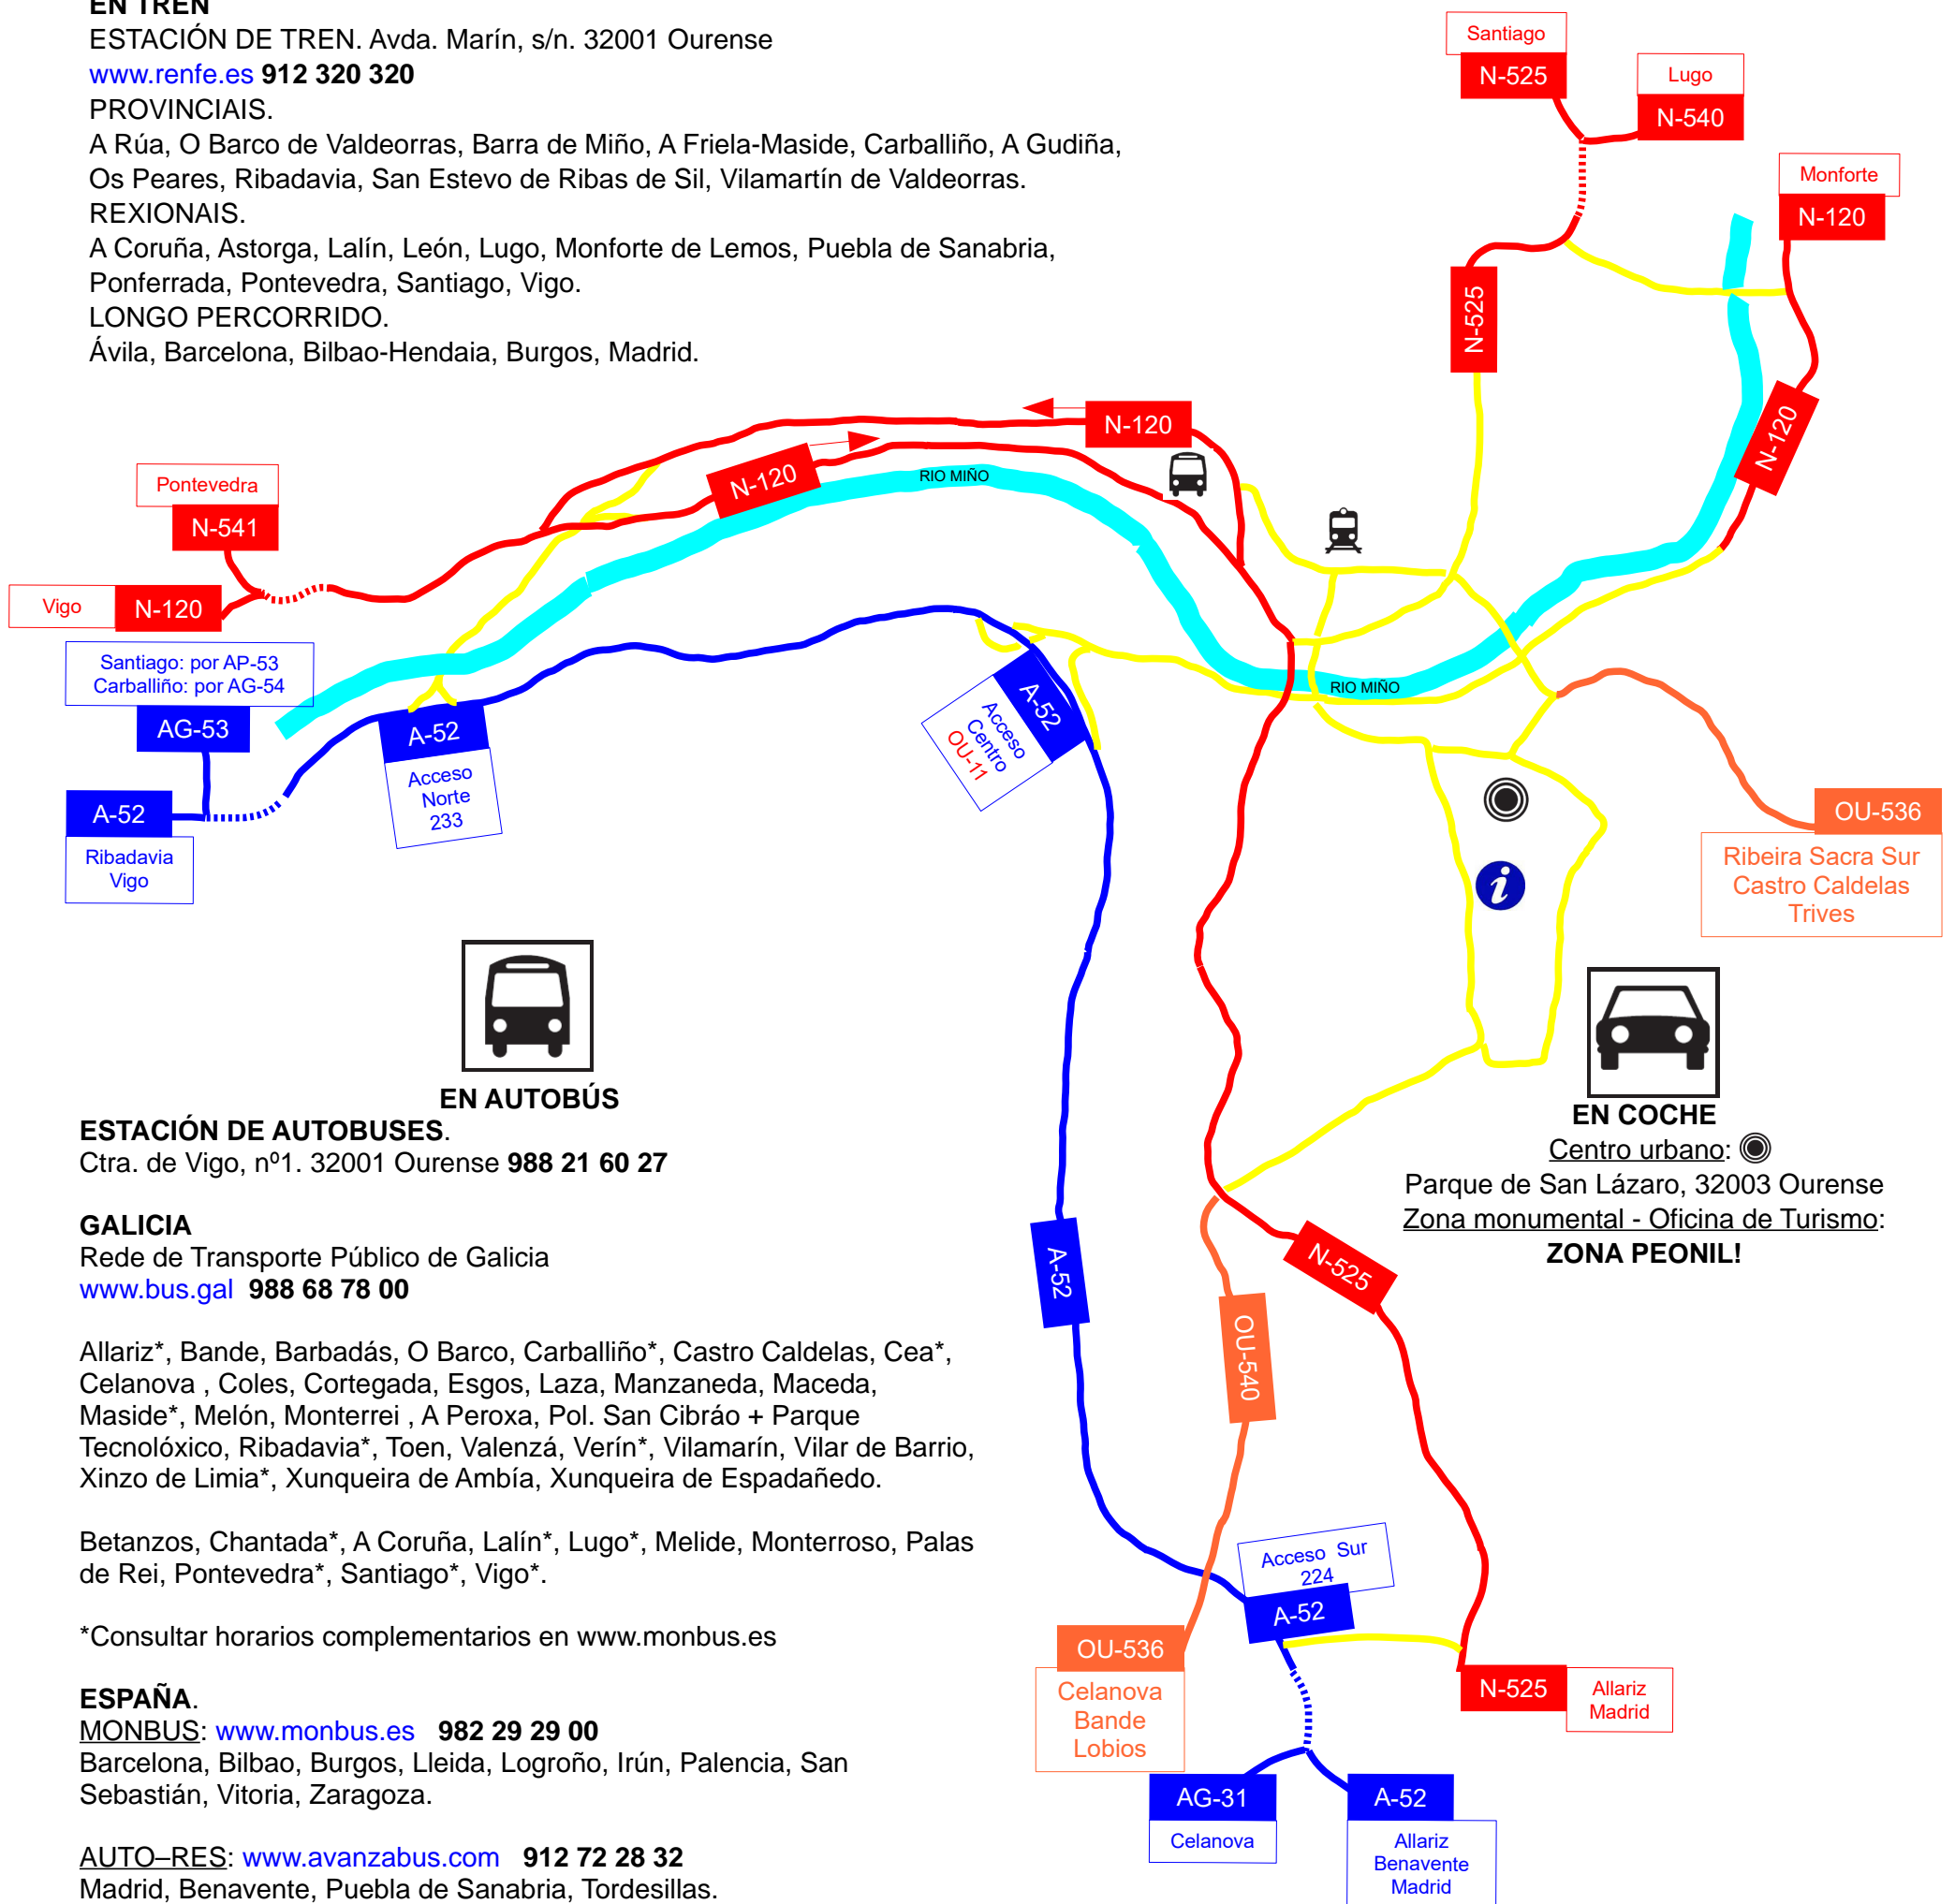 EN TREN
ESTACIÓN DE TREN. Avda. Marín, s/n. 32001 Ourense
www.renfe.es 912 320 320
PROVINCIAIS.
A Rúa, O Barco de Valdeorras, Barra de Miño, A Friela-Maside, Carballiño, A Gudiña,
Os Peares, Ribadavia, San Estevo de Ribas de Sil, Vilamartín de Valdeorras.
REXIONAIS.
A Coruña, Astorga, Lalín, León, Lugo, Monforte de Lemos, Puebla de Sanabria,
Ponferrada, Pontevedra, Santiago, Vigo.
LONGO PERCORRIDO.
Ávila, Barcelona, Bilbao-Hendaia, Burgos, Madrid.
Santiago
N-525
Lugo
N-540
Monforte
N-120
N-525
N-120
N-120
N-120
RIO MIÑO
Pontevedra
N-541
Vigo
N-120
Santiago: por AP-53
Carballiño: por AG-54
AG-53
A-52
Ribadavia
Vigo
A-52
Acceso
Norte
233
A-52
Acceso
Centro
OU-11
RIO MIÑO
OU-536
Ribeira Sacra Sur
Castro Caldelas
Trives
i
EN AUTOBÚS
ESTACIÓN DE AUTOBUSES.
Ctra. de Vigo, nº1. 32001 Ourense 988 21 60 27
GALICIA
Rede de Transporte Público de Galicia
www.bus.gal 988 68 78 00
Allariz*, Bande, Barbadás, O Barco, Carballiño*, Castro Caldelas, Cea*,
Celanova , Coles, Cortegada, Esgos, Laza, Manzaneda, Maceda,
Maside*, Melón, Monterrei , A Peroxa, Pol. San Cibráo + Parque
Tecnolóxico, Ribadavia*, Toen, Valenzá, Verín*, Vilamarín, Vilar de Barrio,
Xinzo de Limia*, Xunqueira de Ambía, Xunqueira de Espadañedo.
Betanzos, Chantada*, A Coruña, Lalín*, Lugo*, Melide, Monterroso, Palas
de Rei, Pontevedra*, Santiago*, Vigo*.
*Consultar horarios complementarios en www.monbus.es
ESPAÑA.
MONBUS: www.monbus.es 982 29 29 00
Barcelona, Bilbao, Burgos, Lleida, Logroño, Irún, Palencia, San
Sebastián, Vitoria, Zaragoza.
AUTO–RES: www.avanzabus.com 912 72 28 32
Madrid, Benavente, Puebla de Sanabria, Tordesillas.
EN COCHE
Centro urbano:
Parque de San Lázaro, 32003 Ourense
Zona monumental - Oficina de Turismo:
ZONA PEONIL!
A-52
N-525
OU-540
Acceso Sur
224
A-52
OU-536
Celanova
Bande
Lobios
N-525
Allariz
Madrid
AG-31
Celanova
A-52
Allariz
Benavente
Madrid